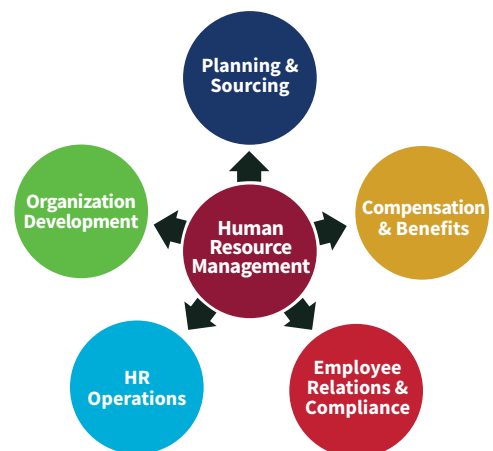 Planning &
Sourcing
Organization
Development
Compensation
& Benefits
Human
Resource
Management
HR
Operations
Employee
Relations &
Compliance